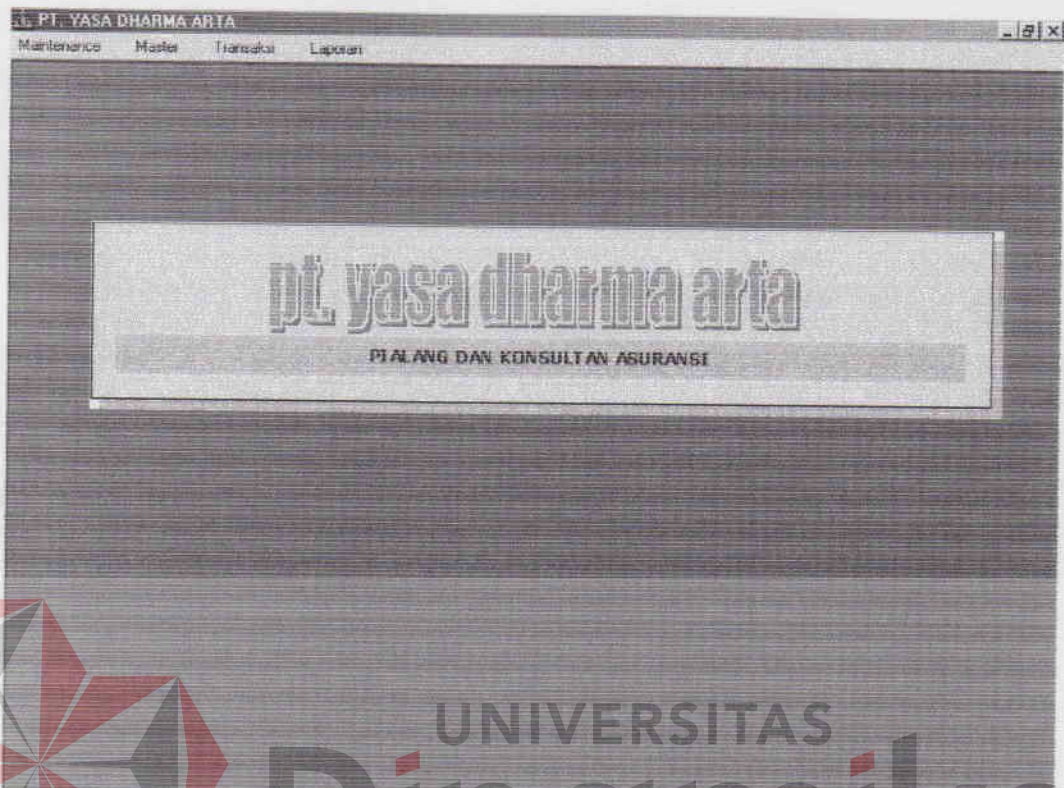 PT. YASA DHARMA ARTA
Maintenance Master Transaksi Laporan
pt. yasa dharma arta
PIALANG DAN KONSULTAN ASURANSI
UNIVERSITAS